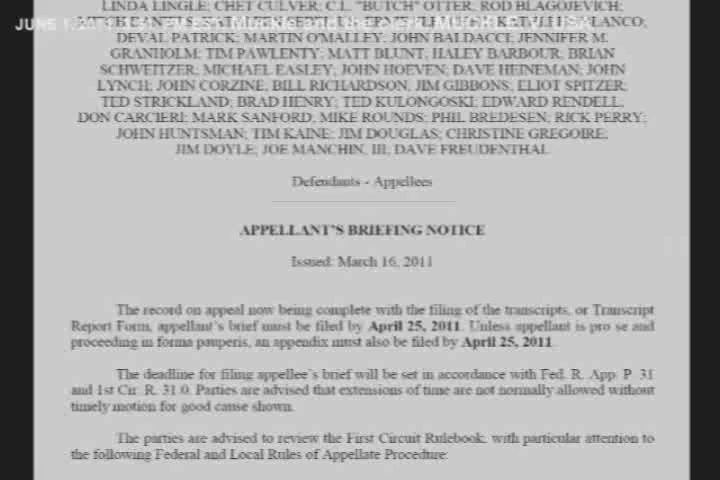 JUNE 1,
LINDA LINGLE; CHET CULVER; C.L. "BUTCH" OTTER; ROD BLAGOJEVICH;
BLANCO;
DEVAL PATRICK; MARTIN O'MALLEY; JOHN BALDACCI; JENNIFER M.
GRANHOLM; TIM PAWLENTY; MATT BLUNT; HALEY BARBOUR; BRIAN
SCHWEITZER; MICHAEL EASLEY; JOHN HOEVEN; DAVE HEINEMAN; JOHN
LYNCH; JOHN CORZINE, BILL RICHARDSON, JIM GIBBONS; ELIOT SPITZER;
TED STRICKLAND; BRAD HENRY; TED KULONGOSKI; EDWARD RENDELL,
DON CARCIERI; MARK SANFORD, MIKE ROUNDS; PHIL BREDESEN; RICK PERRY;
JOHN HUNTSMAN; TIM KAINE; JIM DOUGLAS; CHRISTINE GREGOIRE;
JIM DOYLE; JOE MANCHIN, III; DAVE FREUDENTHAL
Defendants - Appellees
APPELLANT'S BRIEFING NOTICE
Issued: March 16, 2011
The record on appeal now being complete with the filing of the transcripts, or Transcript
Report Form, appellant's brief must be filed by April 25, 2011. Unless appellant is pro se and
proceeding in forma pauperis, an appendix must also be filed by April 25, 2011.
The deadline for filing appellee's brief will be set in accordance with Fed. R. App. P. 31
and 1st Cir. R. 31.0. Parties are advised that extensions of time are not normally allowed without
timely motion for good cause shown.
The parties are advised to review the First Circuit Rulebook, with particular attention to
the following Federal and Local Rules of Appellate Procedure: